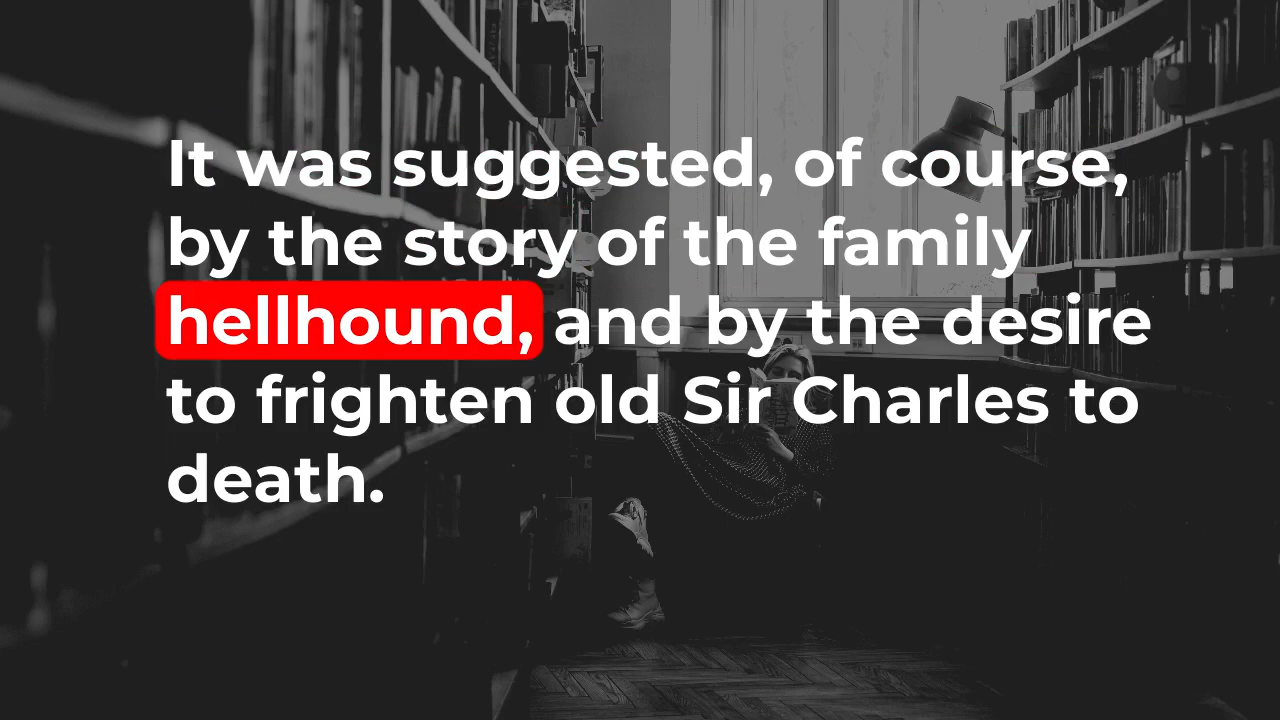 It was suggested, of course,
by the story of the family
hellhound, and by the desire
to frighten old Sir Charles to
death.